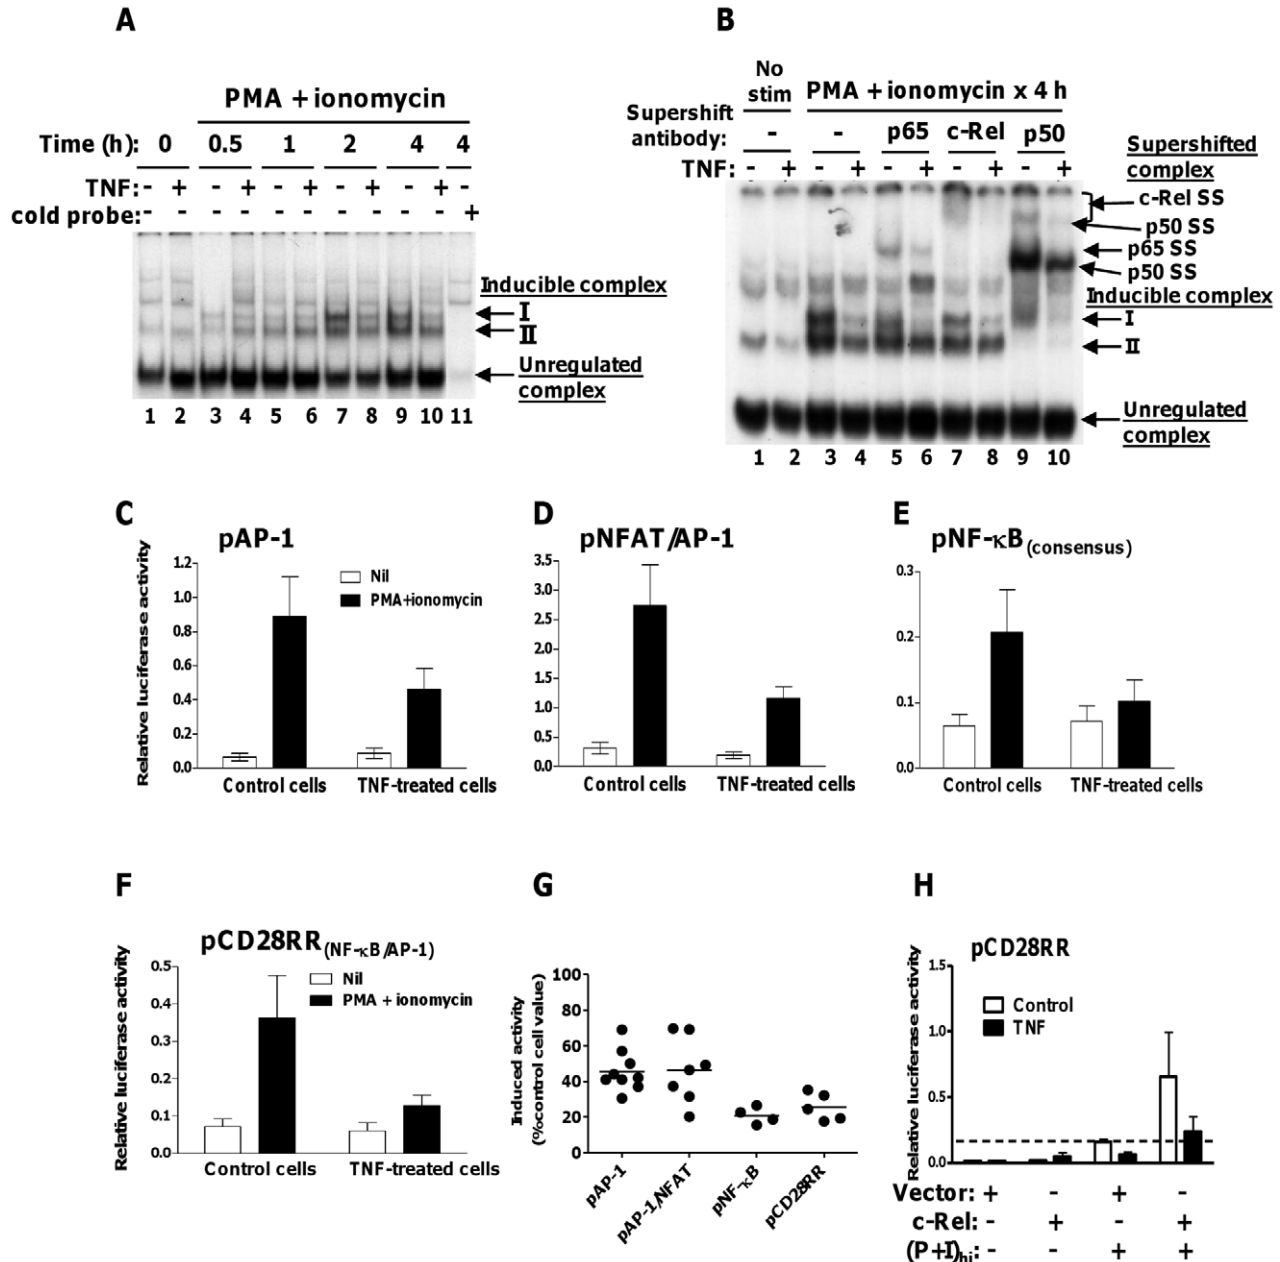 A
PMA + ionomycin
Time (h): 0 0.5 1 2 4 4
TNF: - + - + - + - + - + -
cold probe: - - - - - - - - - - +
Inducible complex
I
II
Unregulated
complex
1 2 3 4 5 6 7 8 9 10 11
B
No
stim
PMA + ionomycin x 4 h
Supershift
antibody: - - p65 c-Rel p50
TNF: - + - + - + - + - +
Supershifted
complex
c-Rel SS
p50 SS
p65 SS
p50 SS
Inducible complex
I
II
Unregulated
complex
1 2 3 4 5 6 7 8 9 10
C
pAP-1
Relative luciferase activity
1.2
1.0
0.8
0.6
0.4
0.2
0.0
Nil
PMA+ionomycin
Control cells TNF-treated cells
D
pNFAT/AP-1
3.5
3.0
2.5
2.0
1.5
1.0
0.5
0.0
Control cells TNF-treated cells
E
pNF-κB(consensus)
0.3
0.2
0.1
0.0
Control cells TNF-treated cells
F
pCD28RR(NF-κB/AP-1)
Relative luciferase activity
0.5
0.4
0.3
0.2
0.1
0.0
Nil
PMA + ionomycin
Control cells TNF-treated cells
G
Induced activity
(%control cell value)
100
80
60
40
20
0
pAP-1
pAP-1/NFAT
pNF-κB
pCD28RR
H
pCD28RR
Relative luciferase activity
1.5
1.0
0.5
0.0
Control
TNF
Vector: + - + -
c-Rel: - + - +
(P+I)hi: - - + +